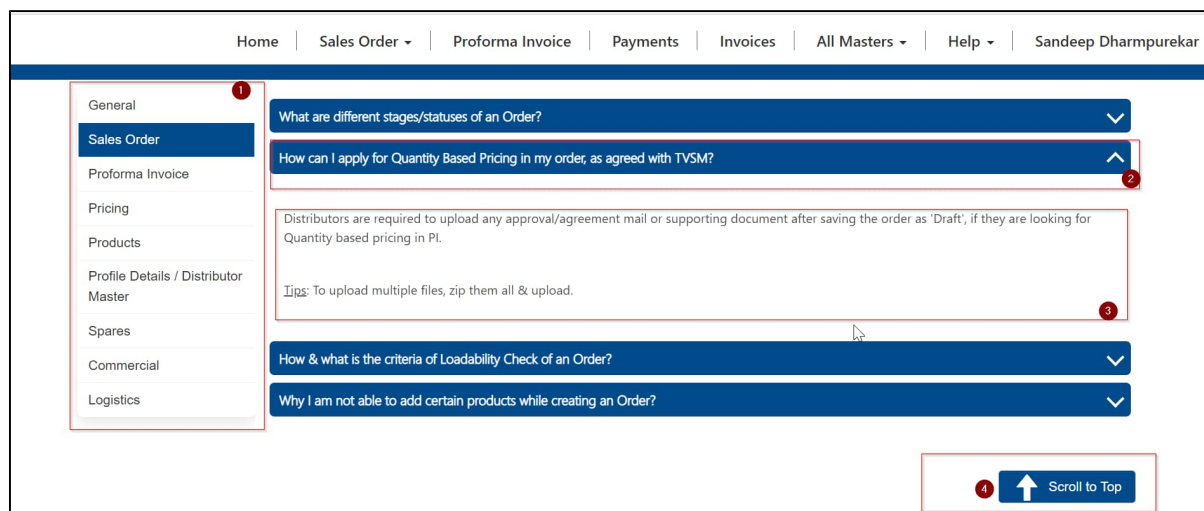 Home Sales Order Proforma Invoice Payments Invoices All Masters Help Sandeep Dharmpurekar
1
General
Sales Order
Proforma Invoice
Pricing
Products
Profile Details / Distributor
Master
Spares
Commercial
Logistics
What are different stages/statuses of an Order?
How can I apply for Quantity Based Pricing in my order, as agreed with TVSM?
2
Distributors are required to upload any approval/agreement mail or supporting document after saving the order as 'Draft', if they are looking for
Quantity based pricing in PI.
Tips: To upload multiple files, zip them all & upload.
3
How & what is the criteria of Loadability Check of an Order?
Why I am not able to add certain products while creating an Order?
4 Scroll to Top